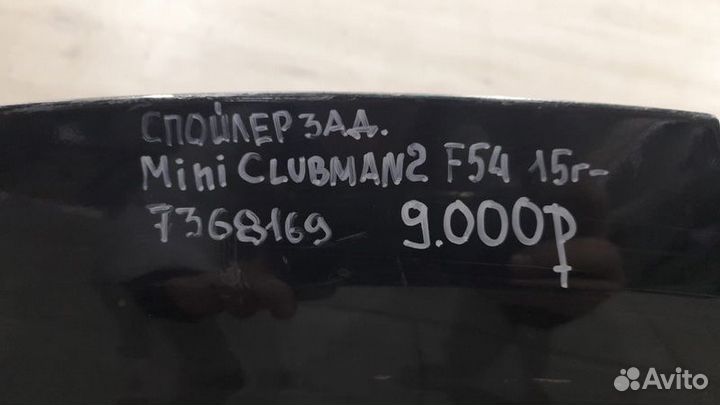 СПОЙЛЕР ЗАД.
Mini CLUBMAN2 F54 15г-
7368169 9.000р
Avito